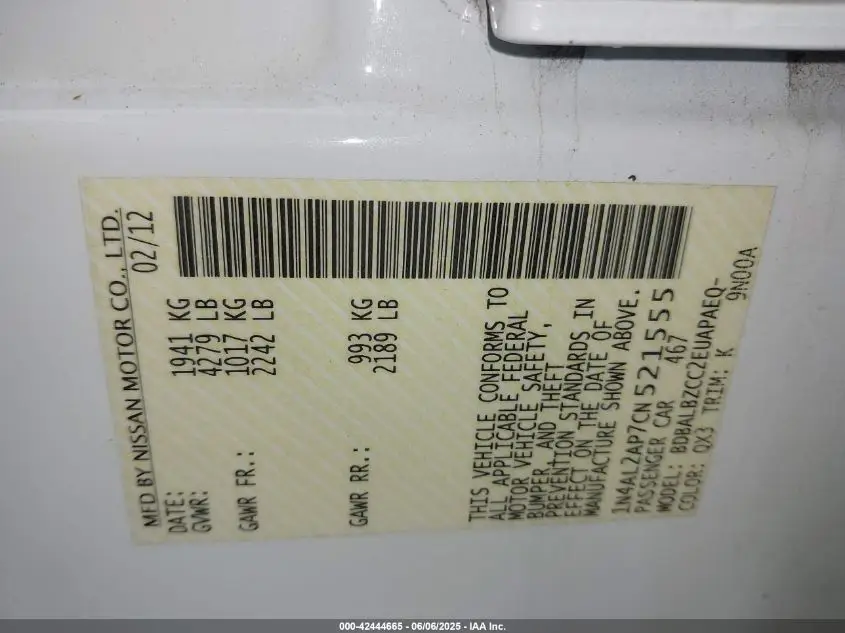 MFD BY NISSAN MOTOR CO., LTD.
DATE: 02/12
GVWR: 1941 KG
4279 LB
GAWR FR.: 1017 KG
2242 LB
GAWR RR.: 993 KG
2189 LB
THIS VEHICLE CONFORMS TO
ALL APPLICABLE FEDERAL
MOTOR VEHICLE SAFETY,
BUMPER, AND THEFT
PREVENTION STANDARDS IN
EFFECT ON THE DATE OF
MANUFACTURE SHOWN ABOVE.
1N4AL2AP7CN521555
PASSENGER CAR 467
MODEL: BDBALBZCC2EUAPAEQ-
COLOR: QX3 TRIM: K 9N00A
000-42444665 - 06/06/2025 - IAA Inc.